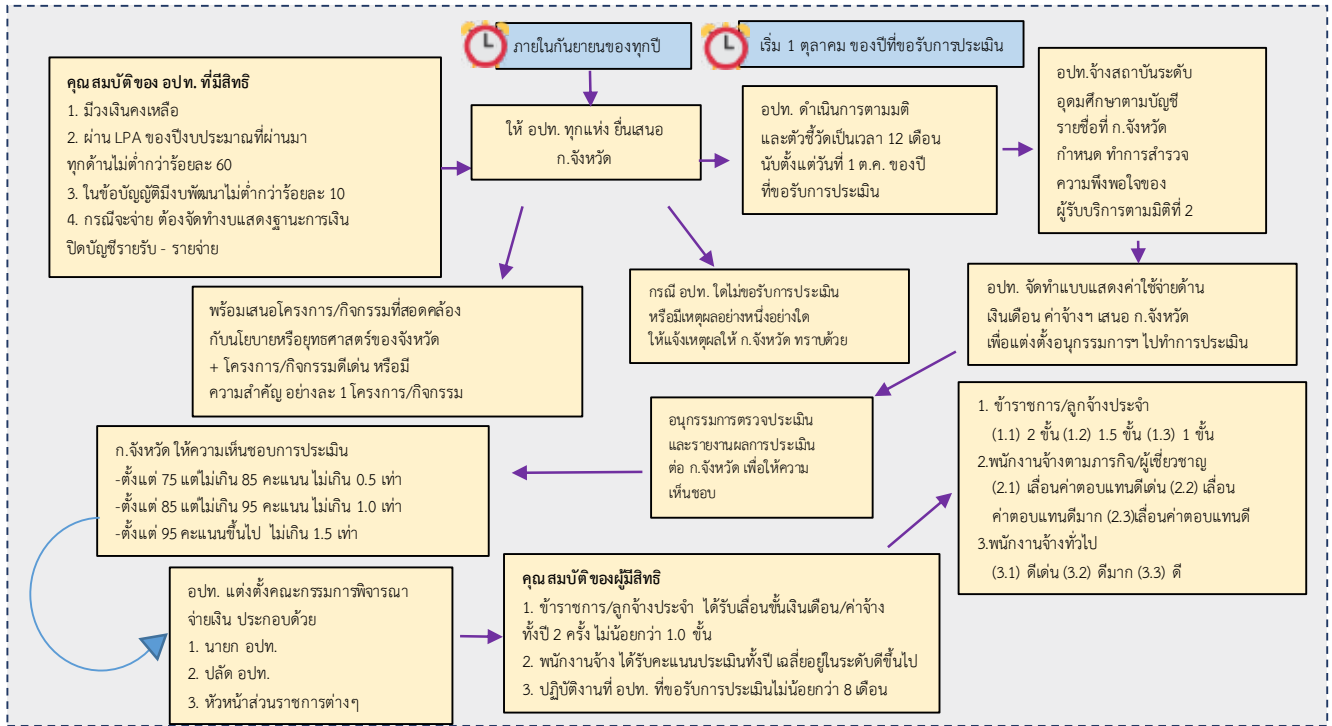 ภายในกันยายนของทุกปี
เริ่ม 1 ตุลาคม ของปีที่ขอรับการประเมิน
คุณสมบัติของ อปท. ที่มีสิทธิ
1. มีวงเงินคงเหลือ
2. ผ่าน LPA ของปีงบประมาณที่ผ่านมา
ทุกด้านไม่ต่ำกว่าร้อยละ 60
3. ในข้อบัญญัติมีงบพัฒนาไม่ต่ำกว่าร้อยละ 10
4. กรณีจะจ่าย ต้องจัดทำงบแสดงฐานะการเงิน
ปิดบัญชีรายรับ - รายจ่าย
ให้ อปท. ทุกแห่ง ยื่นเสนอ
ก.จังหวัด
อปท. ดำเนินการตามมติ
และตัวชี้วัดเป็นเวลา 12 เดือน
นับตั้งแต่วันที่ 1 ต.ค. ของปี
ที่ขอรับการประเมิน
อปท.จ้างสถาบันระดับ
อุดมศึกษาตามบัญชี
รายชื่อที่ ก.จังหวัด
กำหนด ทำการสำรวจ
ความพึงพอใจของ
ผู้รับบริการตามมิติที่ 2
พร้อมเสนอโครงการ/กิจกรรมที่สอดคล้อง
กับนโยบายหรือยุทธศาสตร์ของจังหวัด
+ โครงการ/กิจกรรมดีเด่น หรือมี
ความสำคัญ อย่างละ 1 โครงการ/กิจกรรม
กรณี อปท. ใดไม่ขอรับการประเมิน
หรือมีเหตุผลอย่างหนึ่งอย่างใด
ให้แจ้งเหตุผลให้ ก.จังหวัด ทราบด้วย
อปท. จัดทำแบบแสดงค่าใช้จ่ายด้าน
เงินเดือน ค่าจ้างฯ เสนอ ก.จังหวัด
เพื่อแต่งตั้งอนุกรรมการฯ ไปทำการประเมิน
อนุกรรมการตรวจประเมิน
และรายงานผลการประเมิน
ต่อ ก.จังหวัด เพื่อให้ความ
เห็นชอบ
ก.จังหวัด ให้ความเห็นชอบการประเมิน
-ตั้งแต่ 75 แต่ไม่เกิน 85 คะแนน ไม่เกิน 0.5 เท่า
-ตั้งแต่ 85 แต่ไม่เกิน 95 คะแนน ไม่เกิน 1.0 เท่า
-ตั้งแต่ 95 คะแนนขึ้นไป ไม่เกิน 1.5 เท่า
อปท. แต่งตั้งคณะกรรมการพิจารณา
จ่ายเงิน ประกอบด้วย
1. นายก อปท.
2. ปลัด อปท.
3. หัวหน้าส่วนราชการต่างๆ
คุณสมบัติของผู้มีสิทธิ
1. ข้าราชการ/ลูกจ้างประจำ ได้รับเลื่อนขั้นเงินเดือน/ค่าจ้าง
ทั้งปี 2 ครั้ง ไม่น้อยกว่า 1.0 ขั้น
2. พนักงานจ้าง ได้รับคะแนนประเมินทั้งปี เฉลี่ยอยู่ในระดับดีขึ้นไป
3. ปฏิบัติงานที่ อปท. ที่ขอรับการประเมินไม่น้อยกว่า 8 เดือน
1. ข้าราชการ/ลูกจ้างประจำ
(1.1) 2 ขั้น (1.2) 1.5 ขั้น (1.3) 1 ขั้น
2.พนักงานจ้างตามภารกิจ/ผู้เชี่ยวชาญ
(2.1) เลื่อนค่าตอบแทนดีเด่น (2.2) เลื่อน
ค่าตอบแทนดีมาก (2.3)เลื่อนค่าตอบแทนดี
3.พนักงานจ้างทั่วไป
(3.1) ดีเด่น (3.2) ดีมาก (3.3) ดี